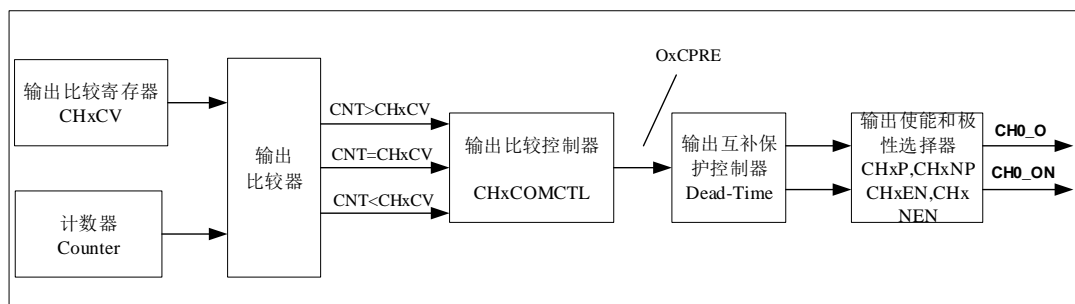 输出比较寄存器
CHxCV
计数器
Counter
输出
比较器
CNT>CHxCV
CNT=CHxCV
CNT<CHxCV
输出比较控制器
CHxCOMCTL
OxCPRE
输出互补保
护控制器
Dead-Time
输出使能和极
性选择器
CHxP,CHxNP
CHxEN,CHx
NEN
CH0_O
CH0_ON